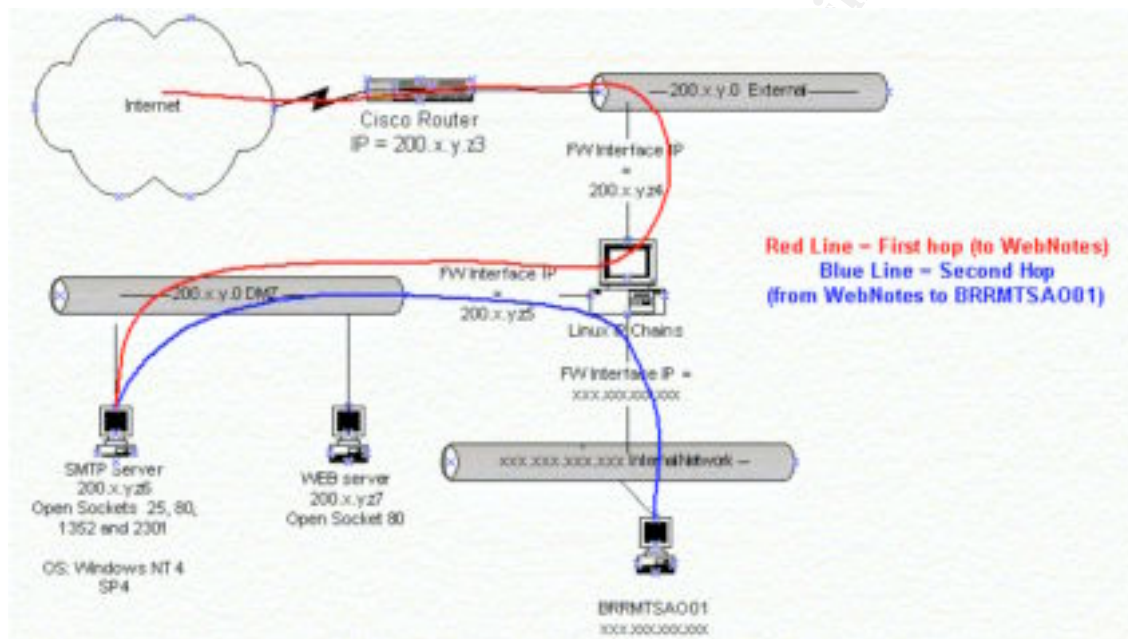 Internet
Cisco Router
IP = 200.x.y.z3
200.x.y.0 External
FW Interface IP
=
200.x.yz4
Red Line = First hop (to WebNotes)
Blue Line = Second Hop
(from WebNotes to BRRMTSAO01)
200.x.y.0 DMZ
FW Interface IP
=
200.x.yz5
Linux IP Chains
FW Interface IP =
xxx.xxx.xxx.xxx
SMTP Server
200.x.yz6
Open Sockets 25, 80,
1352 and 2301
OS: Windows NT 4
SP4
WEB server
200.x.yz7
Open Socket 80
xxx.xxx.xxx.xxx Internal Network
BRRMTSAO01
xxx.xxx.xxx.xxx